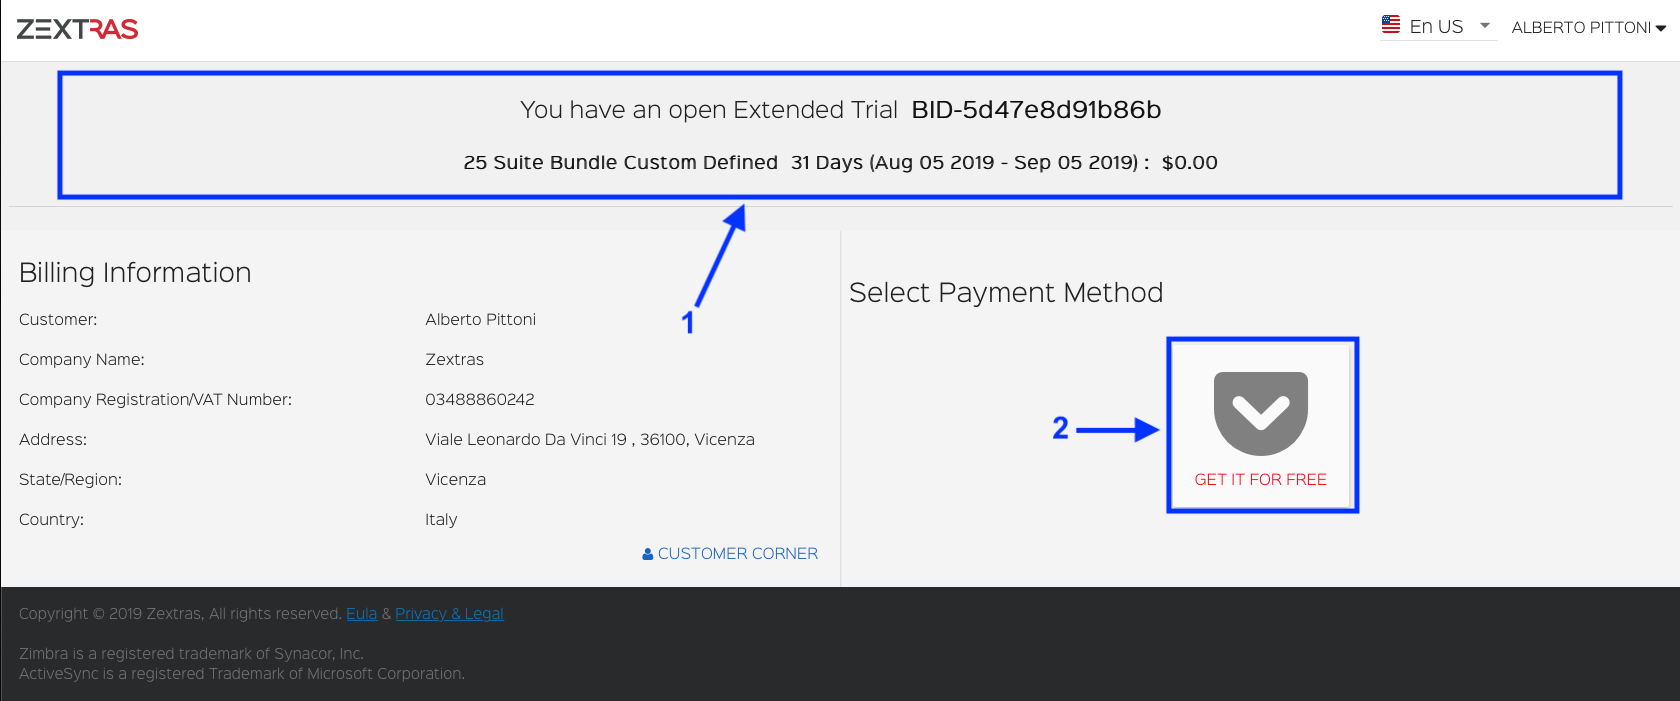 ZEXTRAS
En US
ALBERTO PITTONI
You have an open Extended Trial BID-5d47e8d91b86b
25 Suite Bundle Custom Defined 31 Days (Aug 05 2019 - Sep 05 2019) : $0.00
1
Billing Information
Customer: Alberto Pittoni
Company Name: Zextras
Company Registration/VAT Number: 03488860242
Address: Viale Leonardo Da Vinci 19 , 36100, Vicenza
State/Region: Vicenza
Country: Italy
CUSTOMER CORNER
Select Payment Method
2
GET IT FOR FREE
Copyright © 2019 Zextras, All rights reserved. Eula & Privacy & Legal
Zimbra is a registered trademark of Synacor, Inc.
ActiveSync is a registered Trademark of Microsoft Corporation.